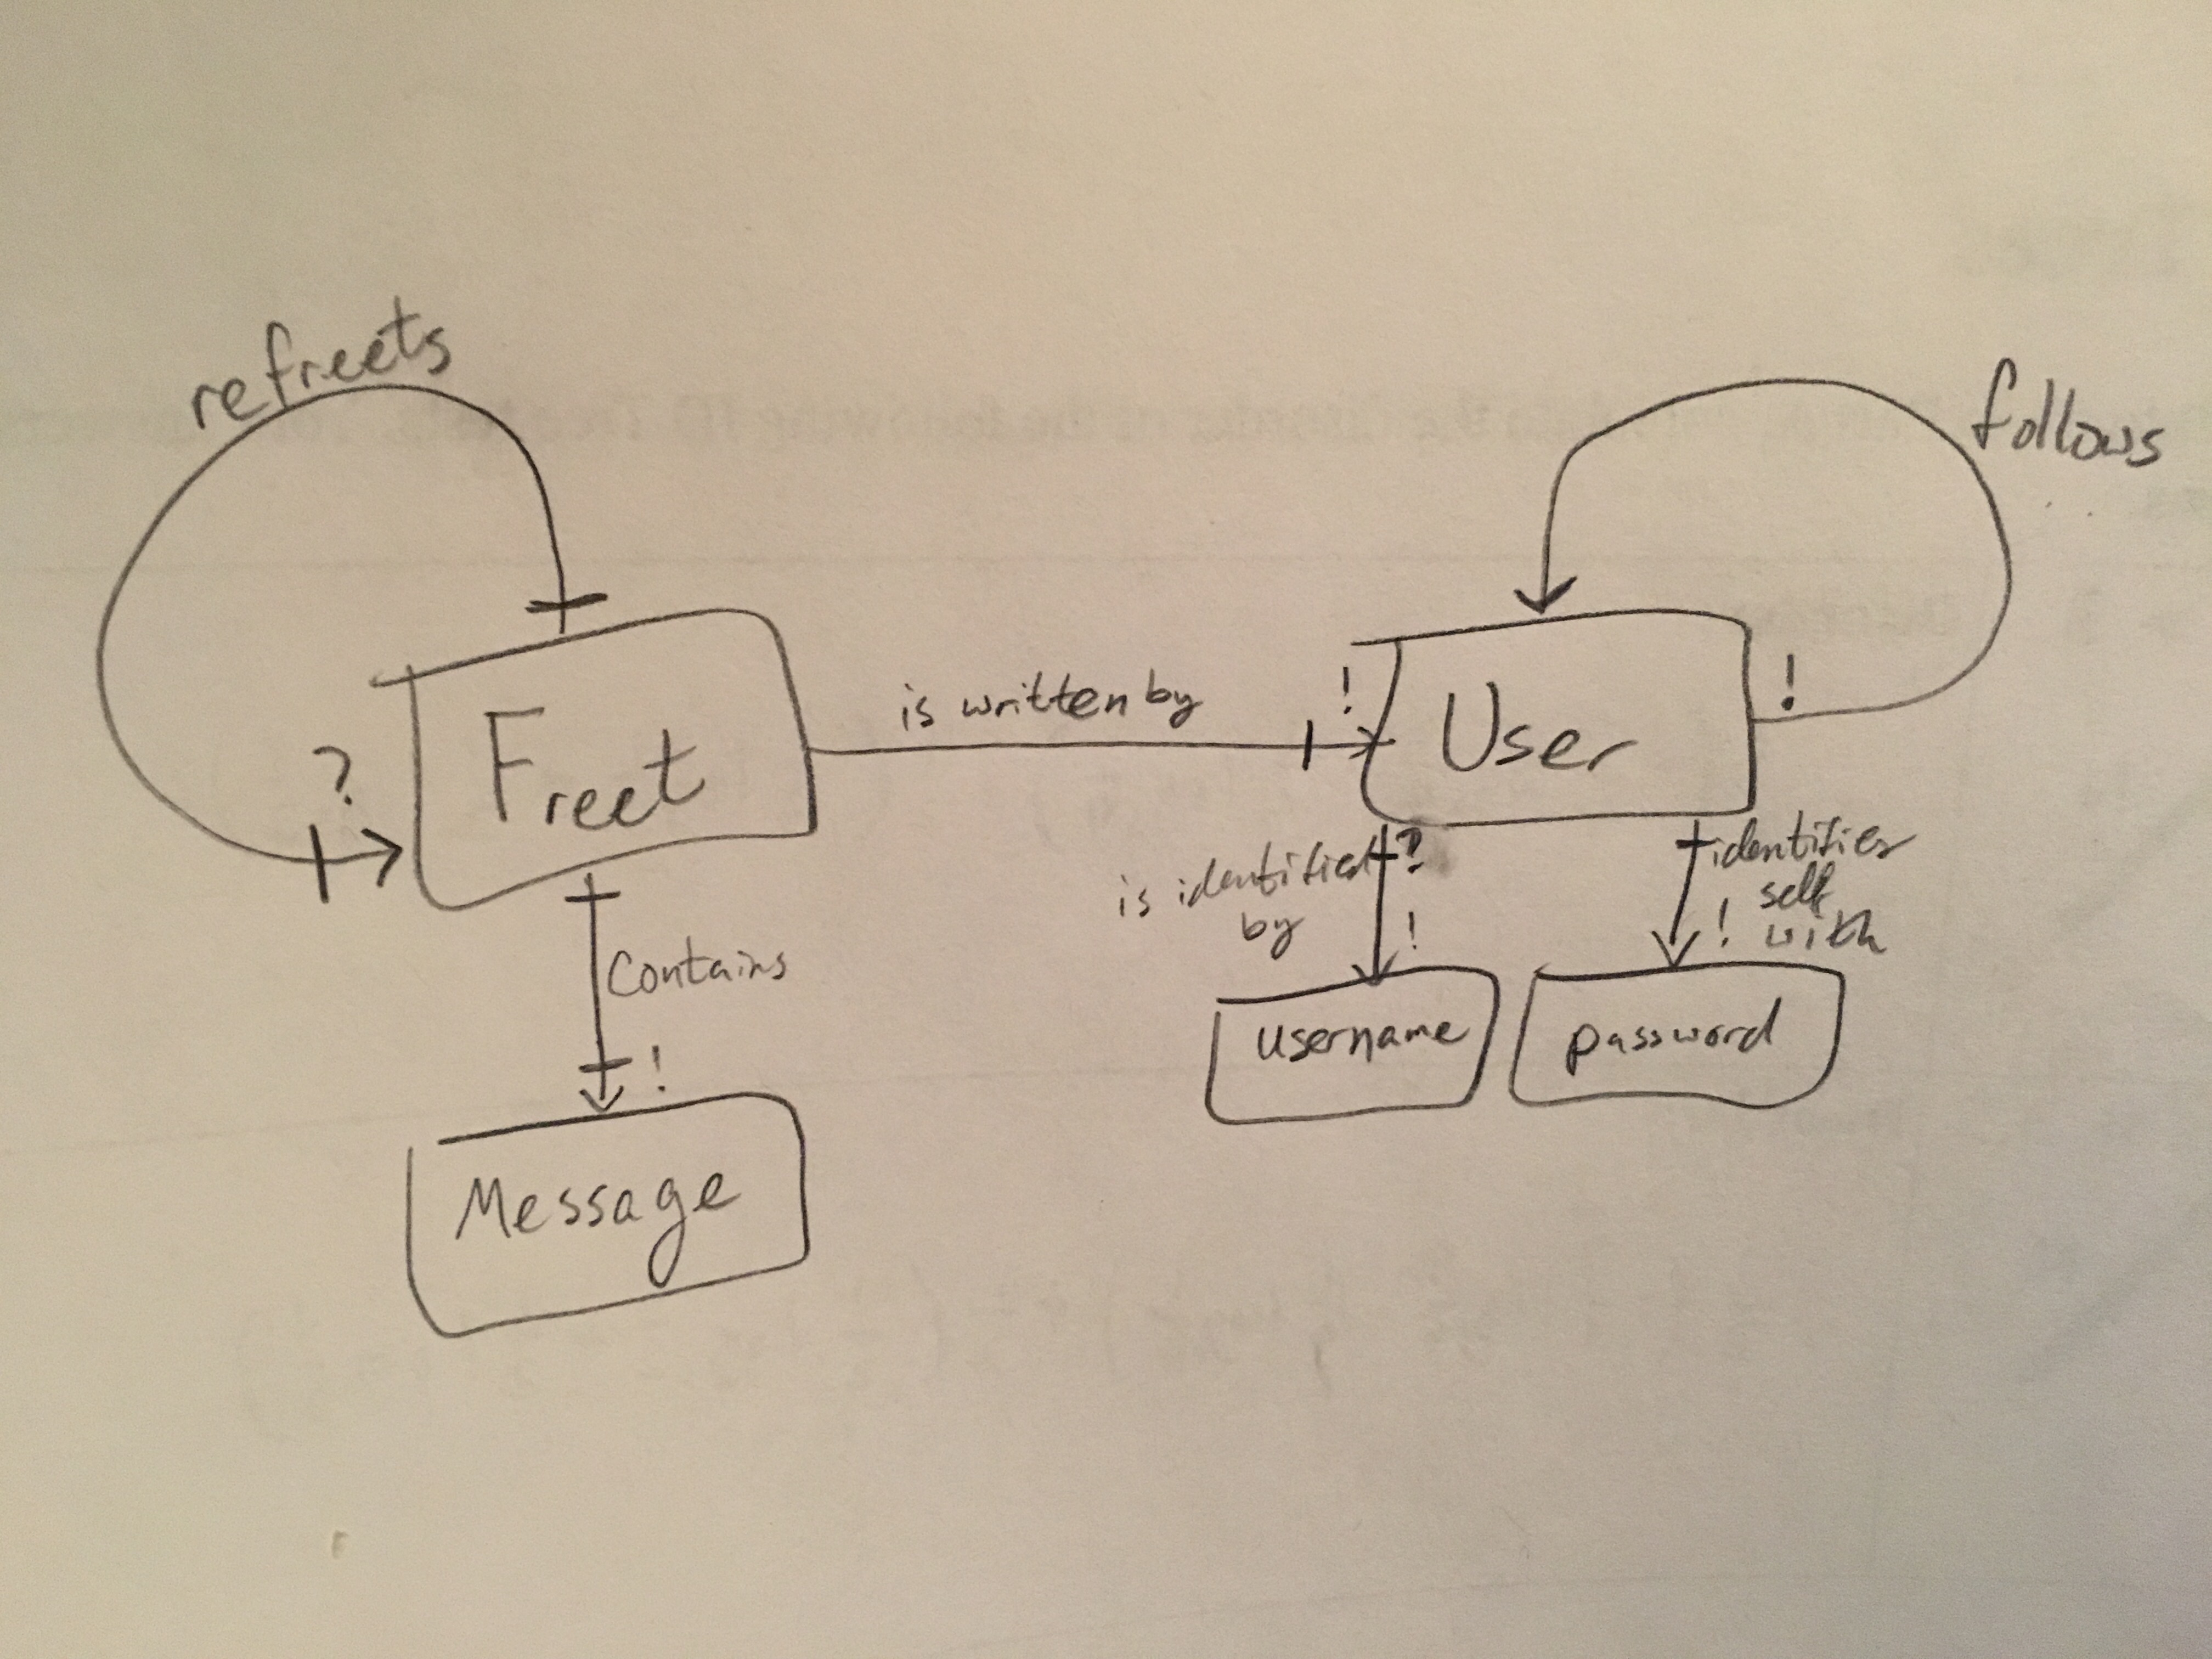 refreets
follows
?
Freet
is written by
!
User
!
is identified
by
?
!
identifies
self
with
!
Contains
!
username
password
Message